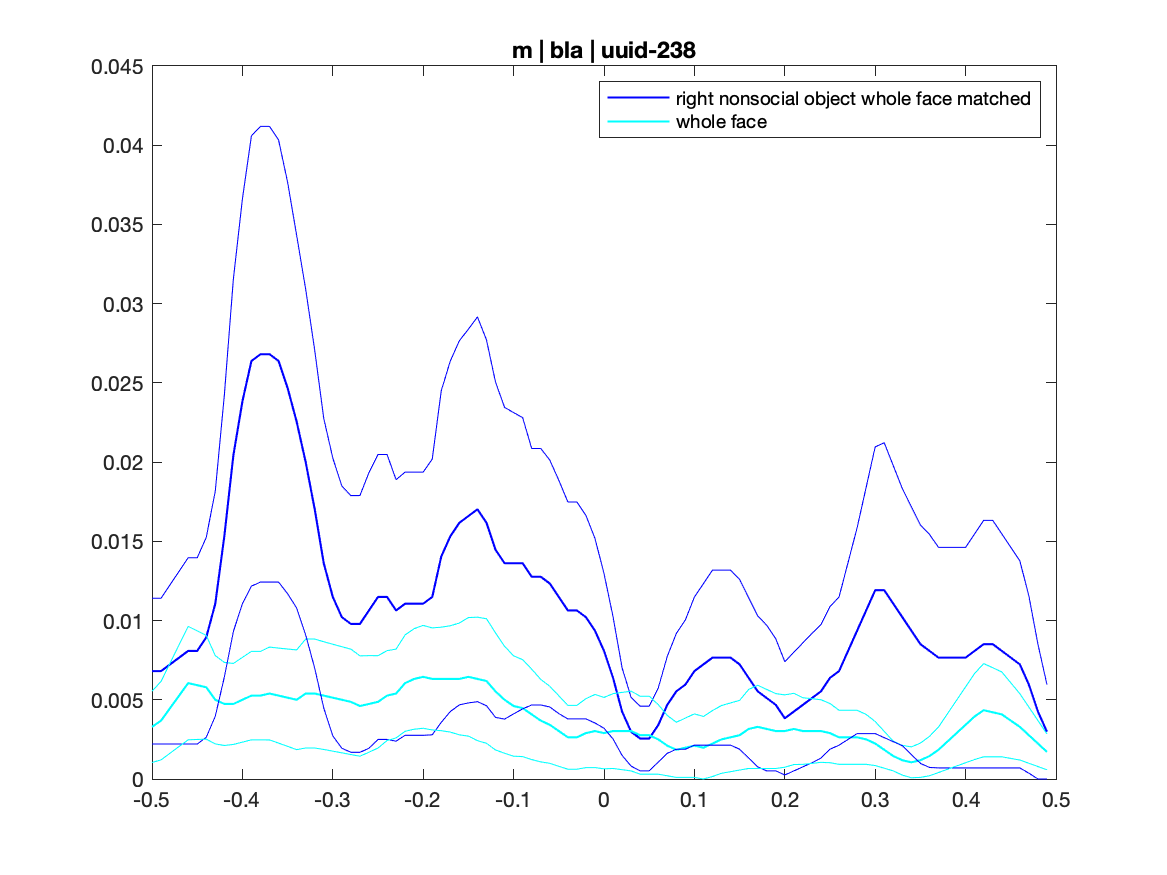 m | bla | uuid-238
0.045
right nonsocial object whole face matched
whole face
0.04
0.035
0.03
0.025
0.02
0.015
0.01
0.005
0
-0.5 -0.4 -0.3 -0.2 -0.1 0 0.1 0.2 0.3 0.4 0.5